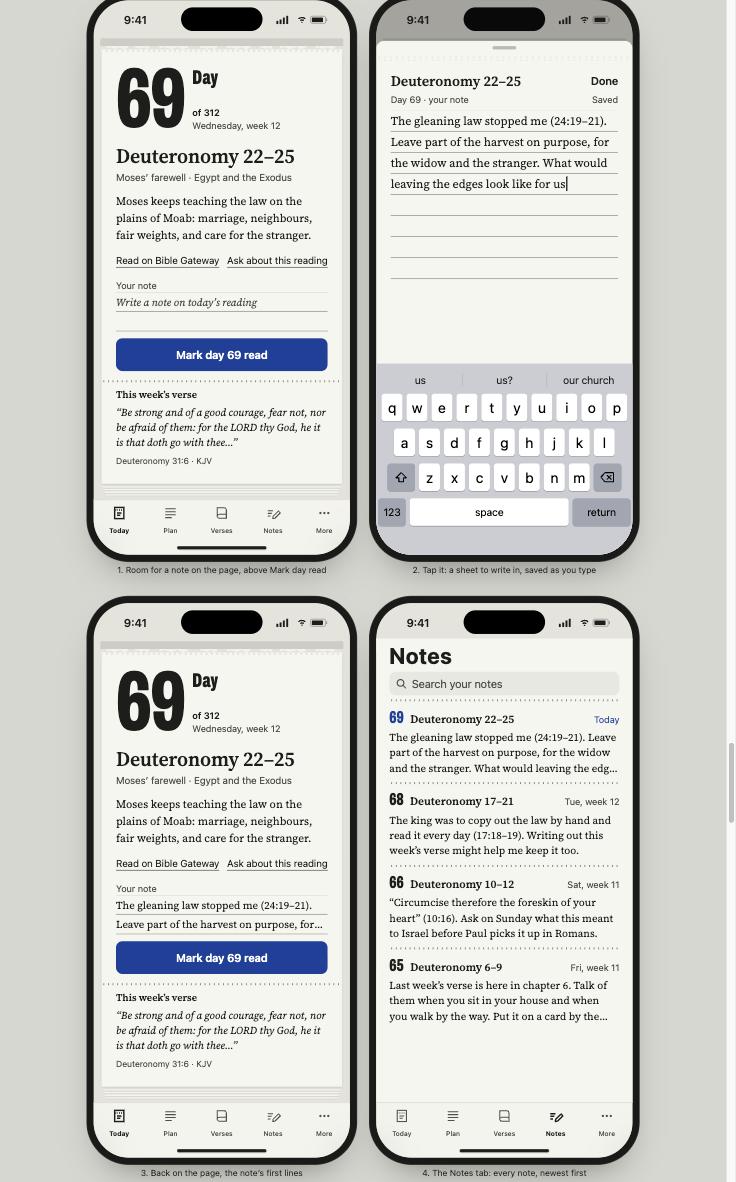 9:41
69 Day
of 312
Wednesday, week 12
Deuteronomy 22–25
Moses’ farewell · Egypt and the Exodus
Moses keeps teaching the law on the
plains of Moab: marriage, neighbours,
fair weights, and care for the stranger.
Read on Bible Gateway Ask about this reading
Your note
Write a note on today’s reading
Mark day 69 read
This week’s verse
“Be strong and of a good courage, fear not, nor
be afraid of them: for the LORD thy God, he it
is that doth go with thee…”
Deuteronomy 31:6 · KJV
Today Plan Verses Notes More
1. Room for a note on the page, above Mark day read
9:41
Deuteronomy 22–25 Done
Day 69 · your note Saved
The gleaning law stopped me (24:19–21).
Leave part of the harvest on purpose, for
the widow and the stranger. What would
leaving the edges look like for us
us us? our church
q w e r t y u i o p
a s d f g h j k l
z x c v b n m
123 space return
2. Tap it: a sheet to write in, saved as you type
9:41
69 Day
of 312
Wednesday, week 12
Deuteronomy 22–25
Moses’ farewell · Egypt and the Exodus
Moses keeps teaching the law on the
plains of Moab: marriage, neighbours,
fair weights, and care for the stranger.
Read on Bible Gateway Ask about this reading
Your note
The gleaning law stopped me (24:19–21).
Leave part of the harvest on purpose, for…
Mark day 69 read
This week’s verse
“Be strong and of a good courage, fear not, nor
be afraid of them: for the LORD thy God, he it
is that doth go with thee…”
Deuteronomy 31:6 · KJV
Today Plan Verses Notes More
3. Back on the page, the note’s first lines
9:41
Notes
Search your notes
69 Deuteronomy 22–25 Today
The gleaning law stopped me (24:19–21). Leave
part of the harvest on purpose, for the widow
and the stranger. What would leaving the edg…
68 Deuteronomy 17–21 Tue, week 12
The king was to copy out the law by hand and
read it every day (17:18–19). Writing out this
week’s verse might help me keep it too.
66 Deuteronomy 10–12 Sat, week 11
“Circumcise therefore the foreskin of your
heart” (10:16). Ask on Sunday what this meant
to Israel before Paul picks it up in Romans.
65 Deuteronomy 6–9 Fri, week 11
Last week’s verse is here in chapter 6. Talk of
them when you sit in your house and when
you walk by the way. Put it on a card by the…
Today Plan Verses Notes More
4. The Notes tab: every note, newest first